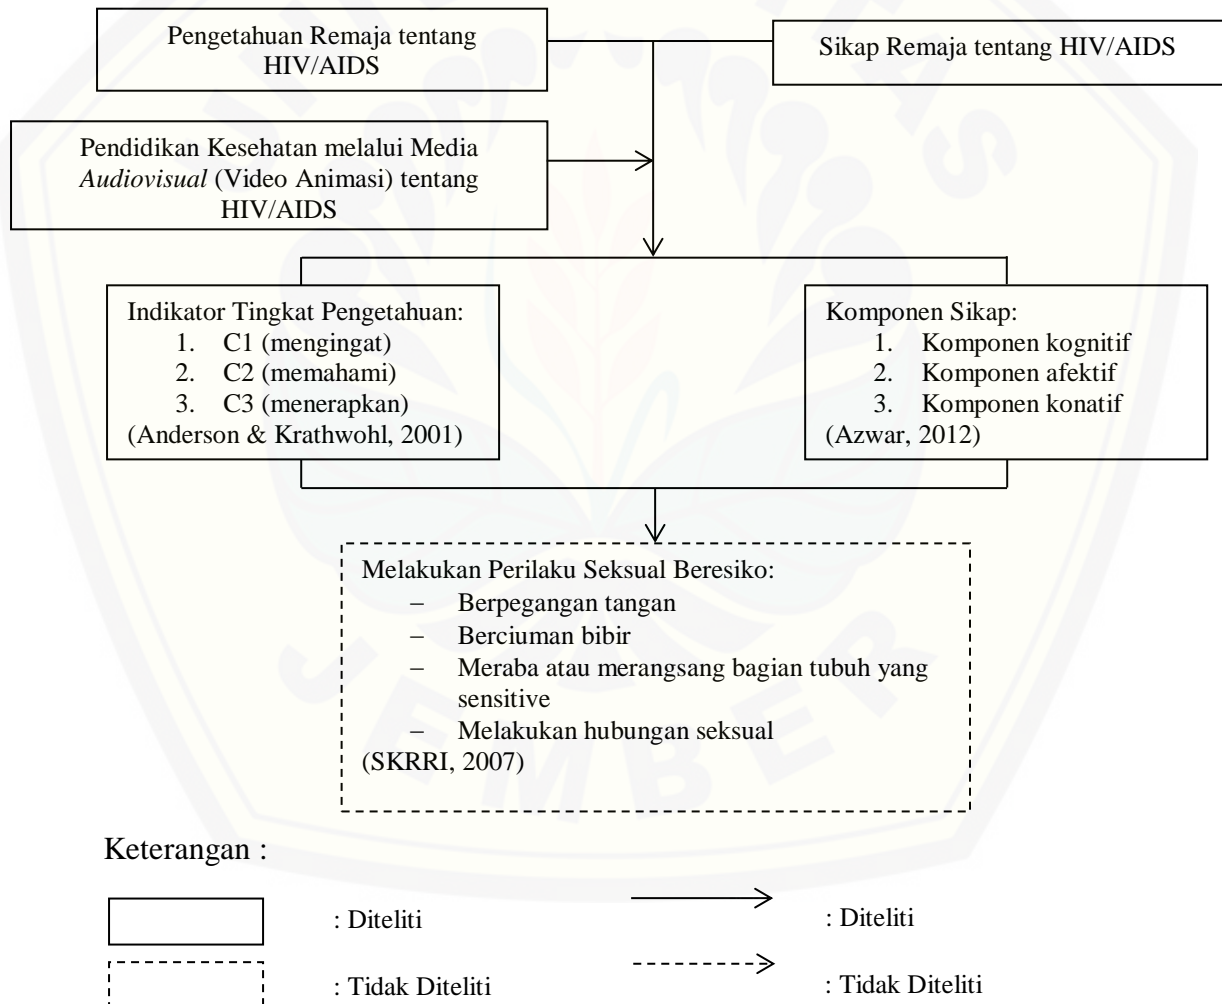 Pengetahuan Remaja tentang
HIV/AIDS
Sikap Remaja tentang HIV/AIDS
Pendidikan Kesehatan melalui Media
Audiovisual (Video Animasi) tentang
HIV/AIDS
Indikator Tingkat Pengetahuan:
1. C1 (mengingat)
2. C2 (memahami)
3. C3 (menerapkan)
(Anderson & Krathwohl, 2001)
Komponen Sikap:
1. Komponen kognitif
2. Komponen afektif
3. Komponen konatif
(Azwar, 2012)
Melakukan Perilaku Seksual Beresiko:
– Berpegangan tangan
– Berciuman bibir
– Meraba atau merangsang bagian tubuh yang
sensitive
– Melakukan hubungan seksual
(SKRRI, 2007)
JEMBER
Keterangan :
: Diteliti
: Diteliti
: Tidak Diteliti
: Tidak Diteliti